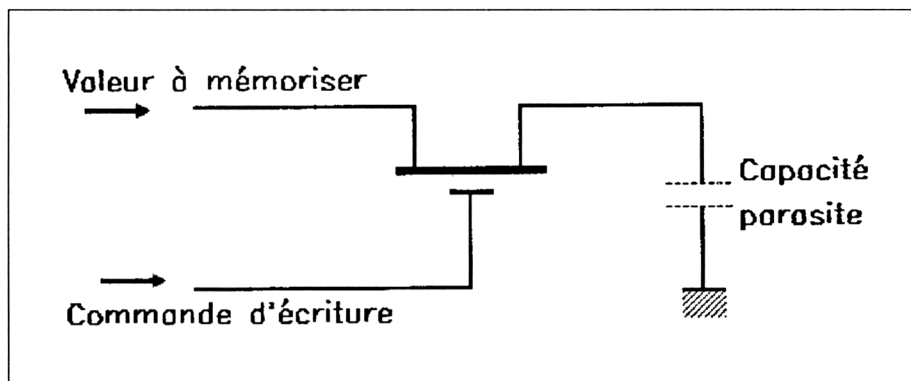 Valeur à mémoriser
Capacité
parasite
Commande d'écriture